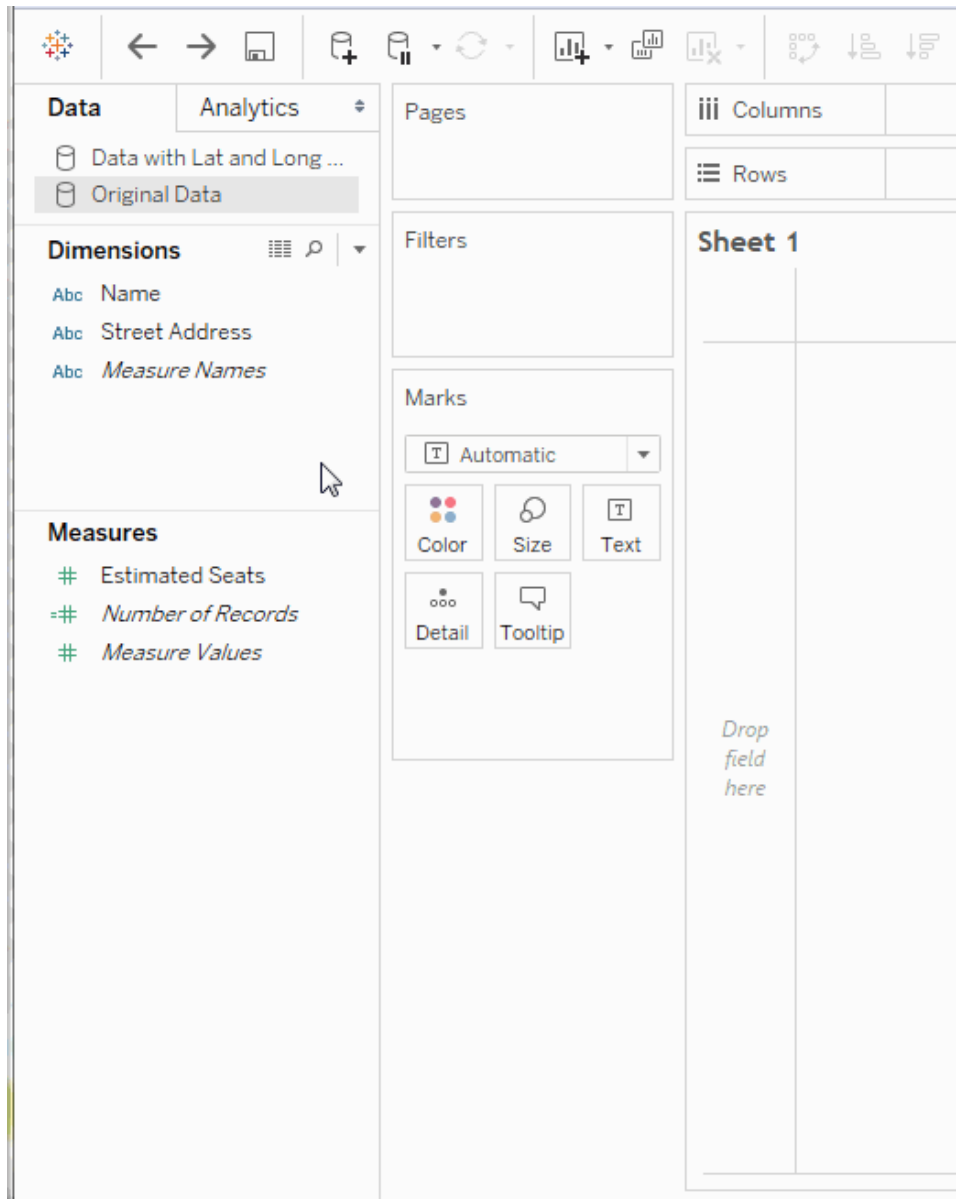 Data
Analytics
Data with Lat and Long ...
Original Data
Dimensions
Abc Name
Abc Street Address
Abc Measure Names
Measures
# Estimated Seats
=# Number of Records
# Measure Values
Pages
Filters
Marks
T Automatic
Color
Size
T
Text
Detail
Tooltip
iii Columns
Rows
Sheet 1
Drop
field
here